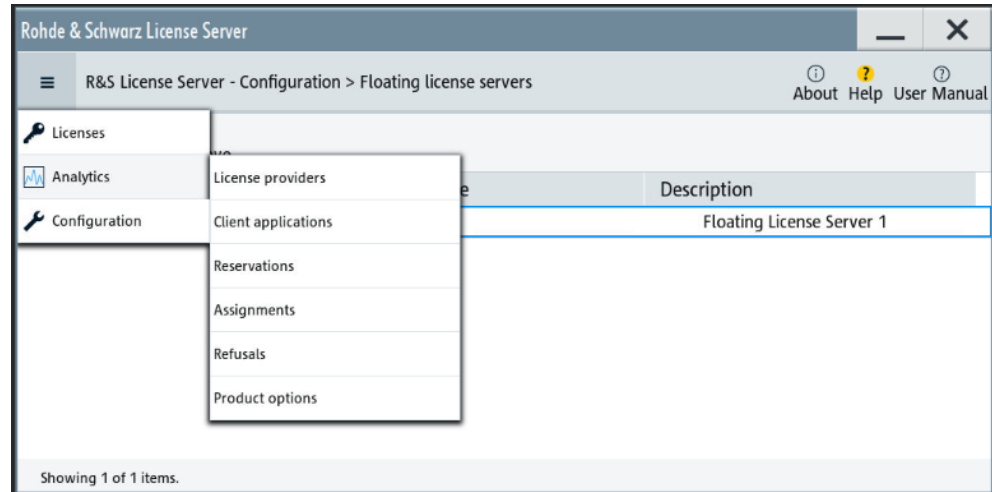 Rohde & Schwarz License Server
R&S License Server - Configuration > Floating license servers
About Help User Manual
Licenses
Analytics
Configuration
License providers
Client applications
Reservations
Assignments
Refusals
Product options
Description
Floating License Server 1
Showing 1 of 1 items.